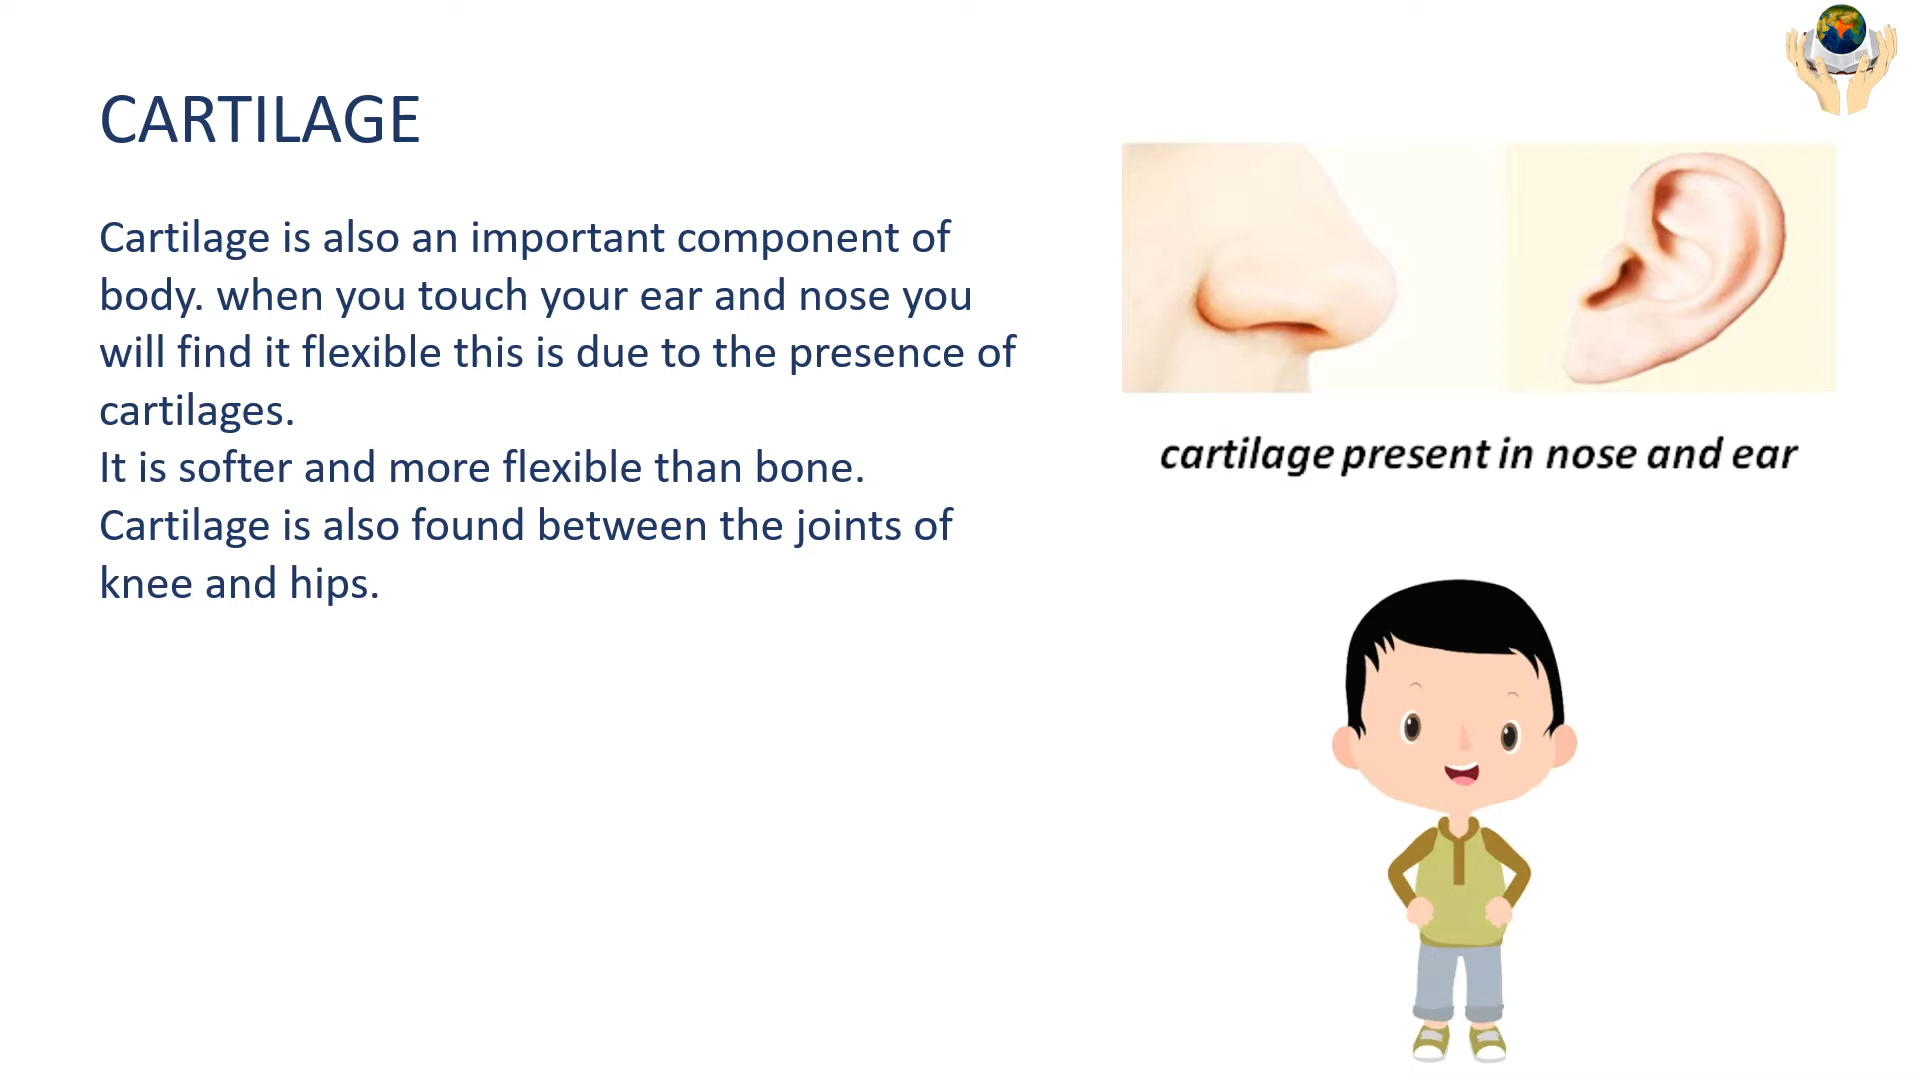 CARTILAGE
Cartilage is also an important component of
body. when you touch your ear and nose you
will find it flexible this is due to the presence of
cartilages.
It is softer and more flexible than bone.
Cartilage is also found between the joints of
knee and hips.
cartilage present in nose and ear